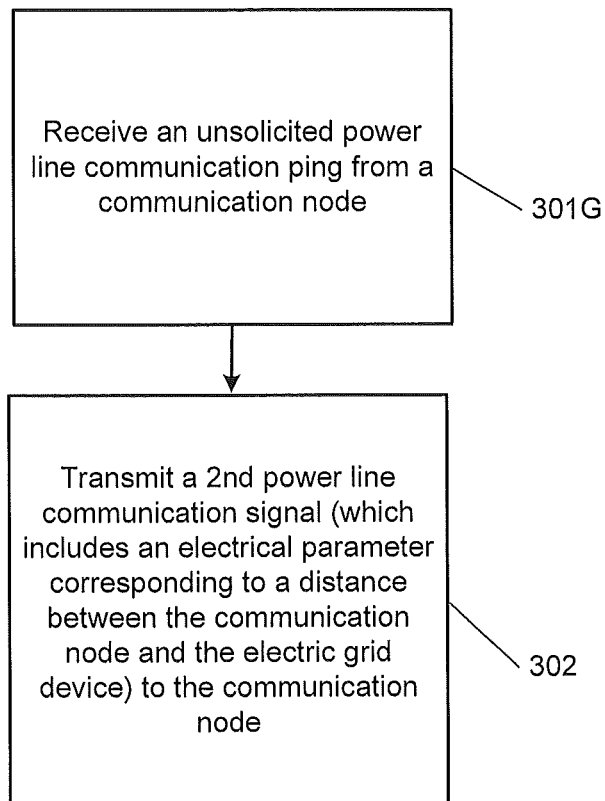 Receive an unsolicited power
line communication ping from a
communication node
301G
Transmit a 2nd power line
communication signal (which
includes an electrical parameter
corresponding to a distance
between the communication
node and the electric grid
device) to the communication
node
302